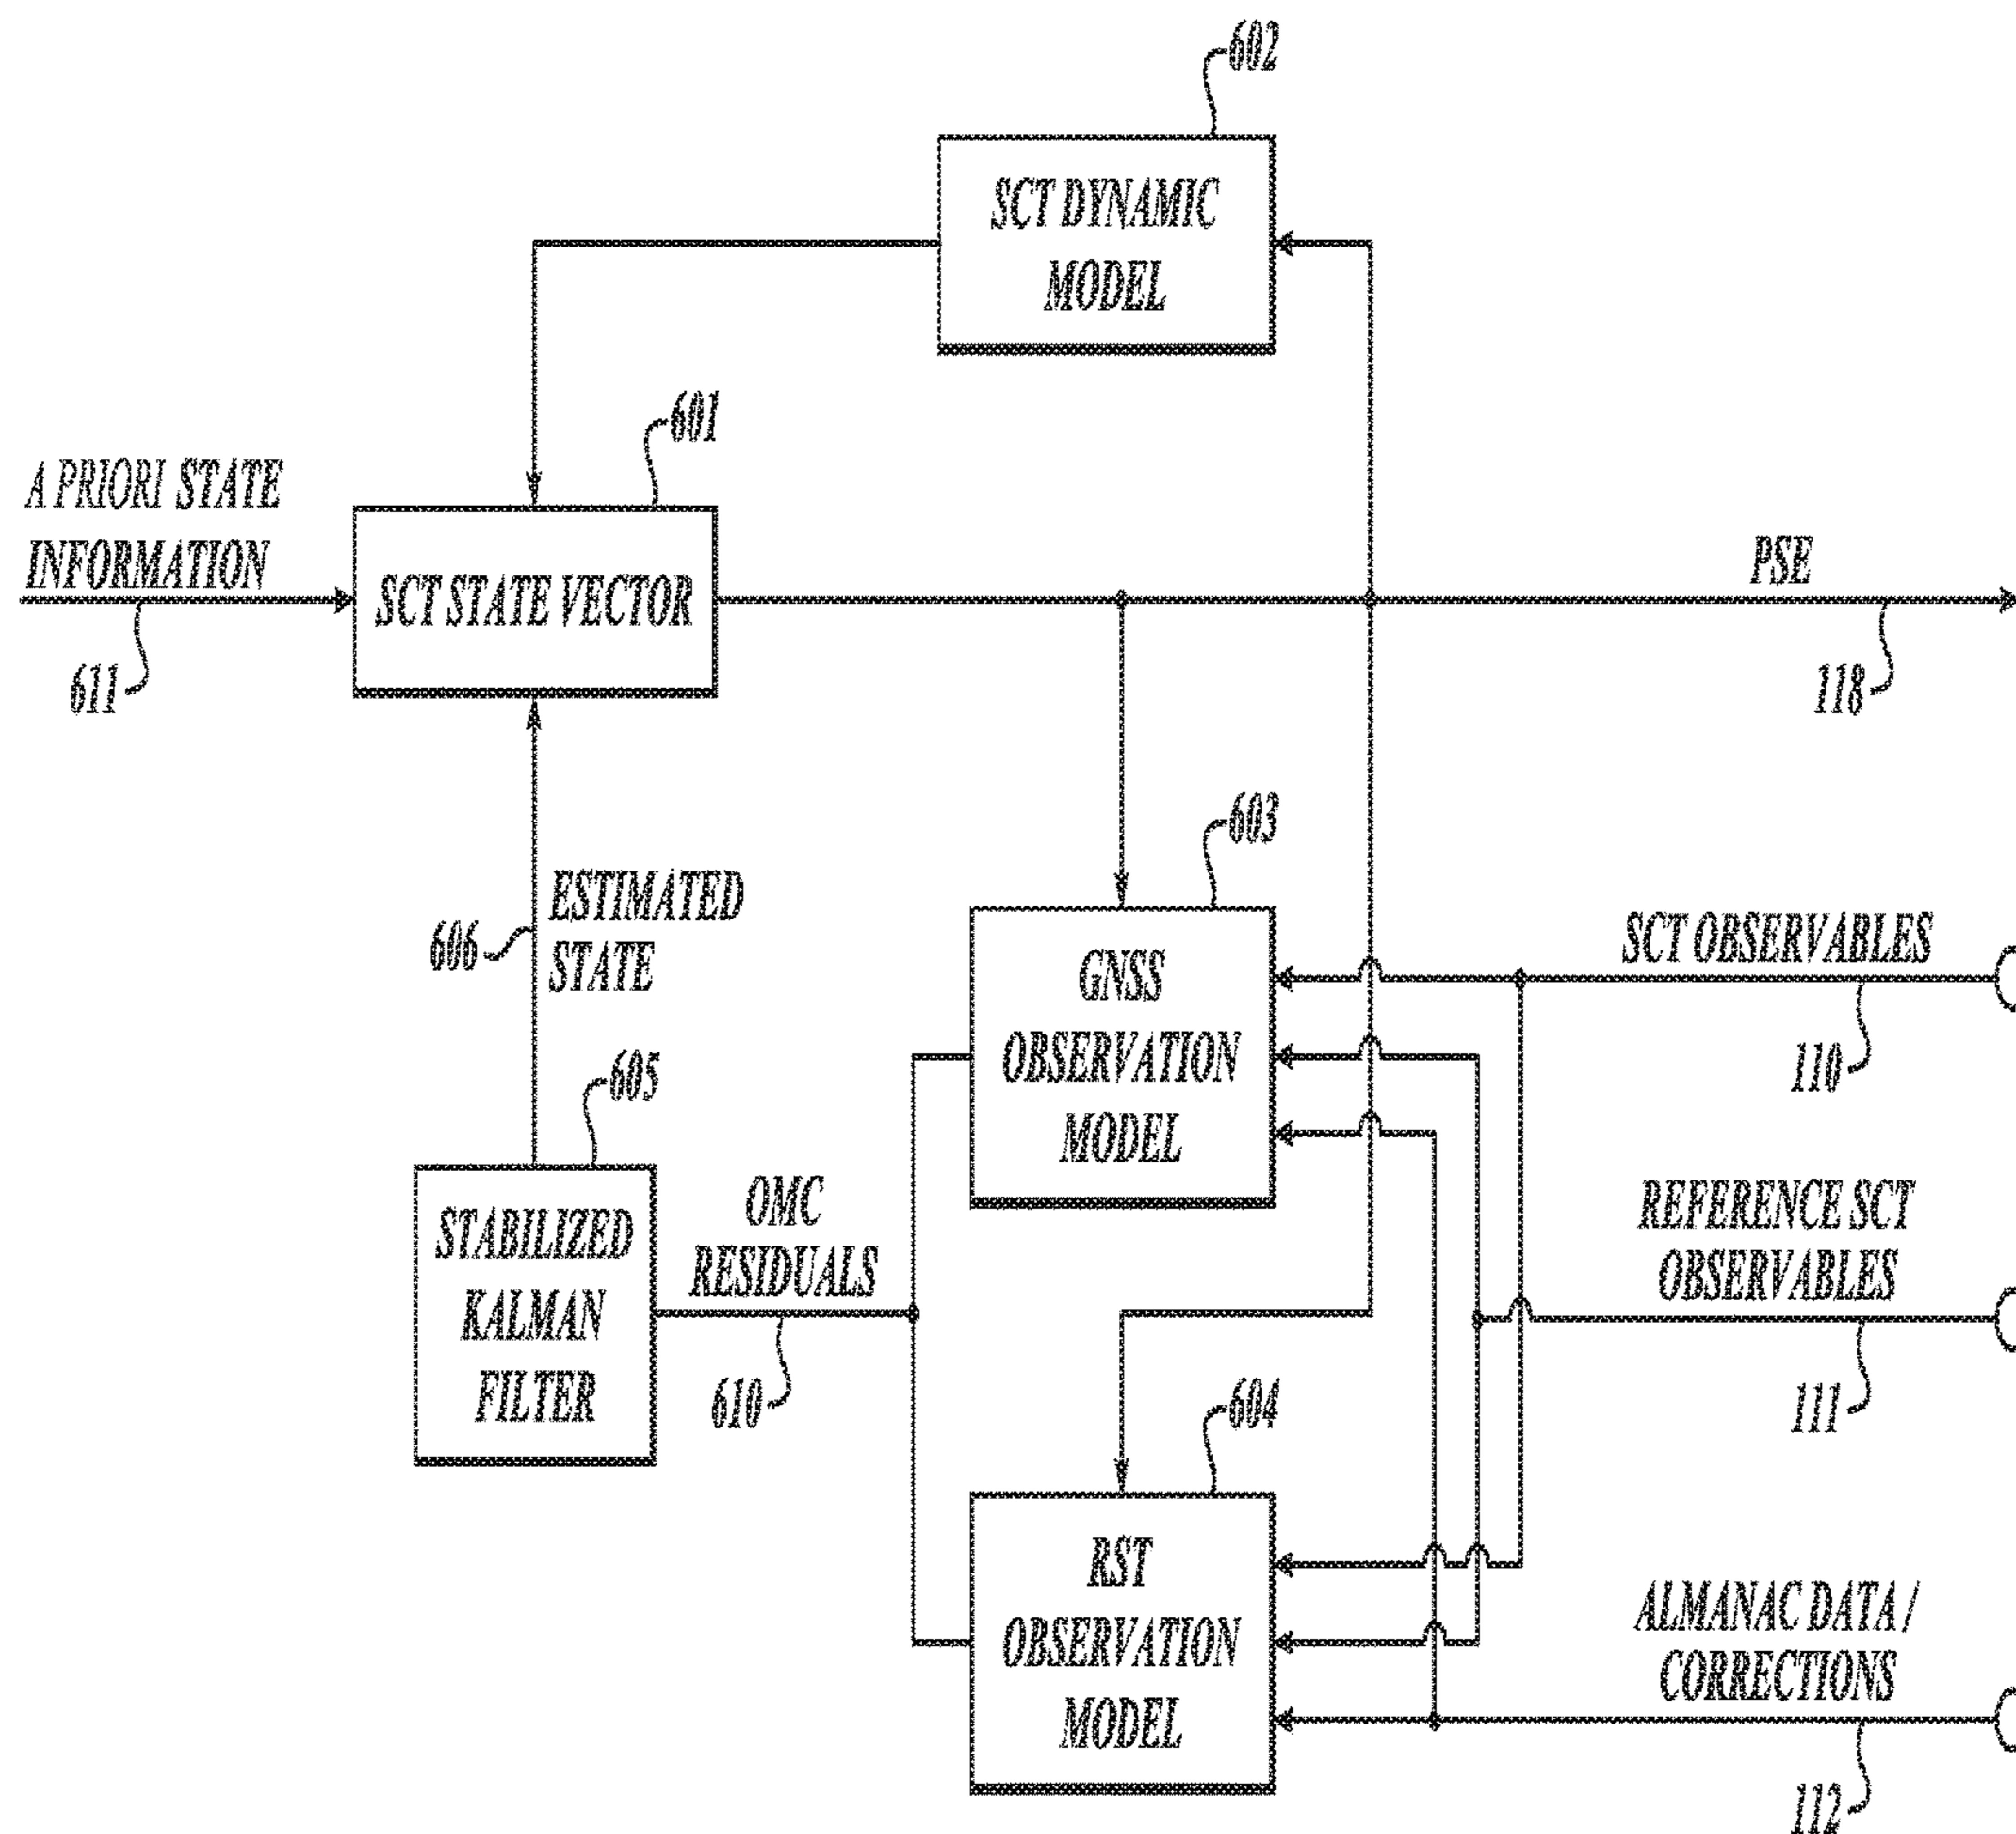 602
SCT DYNAMIC
MODEL
601
A PRIORI STATE
INFORMATION
611
SCT STATE VECTOR
PSE
118
603
606
ESTIMATED
STATE
GNSS
OBSERVATION
MODEL
SCT OBSERVABLES
110
605
STABILIZED
KALMAN
FILTER
OMC
RESIDUALS
610
REFERENCE SCT
OBSERVABLES
111
604
RST
OBSERVATION
MODEL
ALMANAC DATA /
CORRECTIONS
112